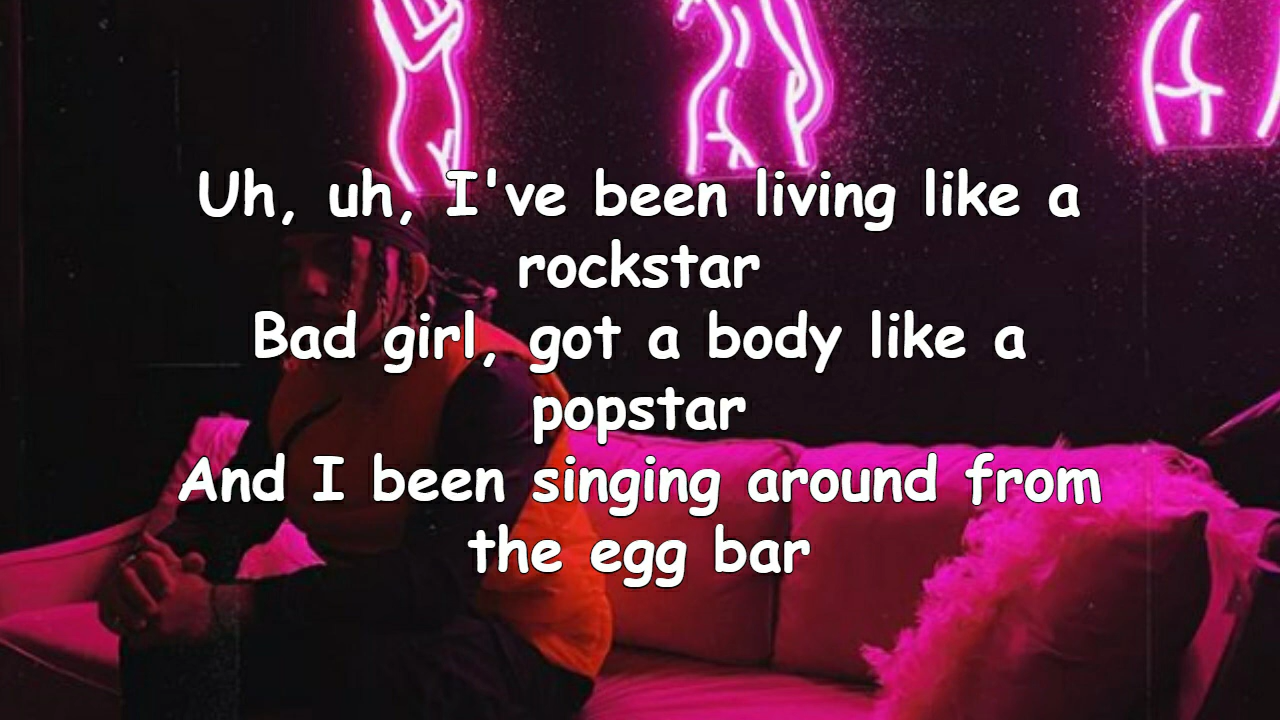 Uh, uh, I've been living like a
rockstar
Bad girl, got a body like a
popstar
And I been singing around from
the egg bar